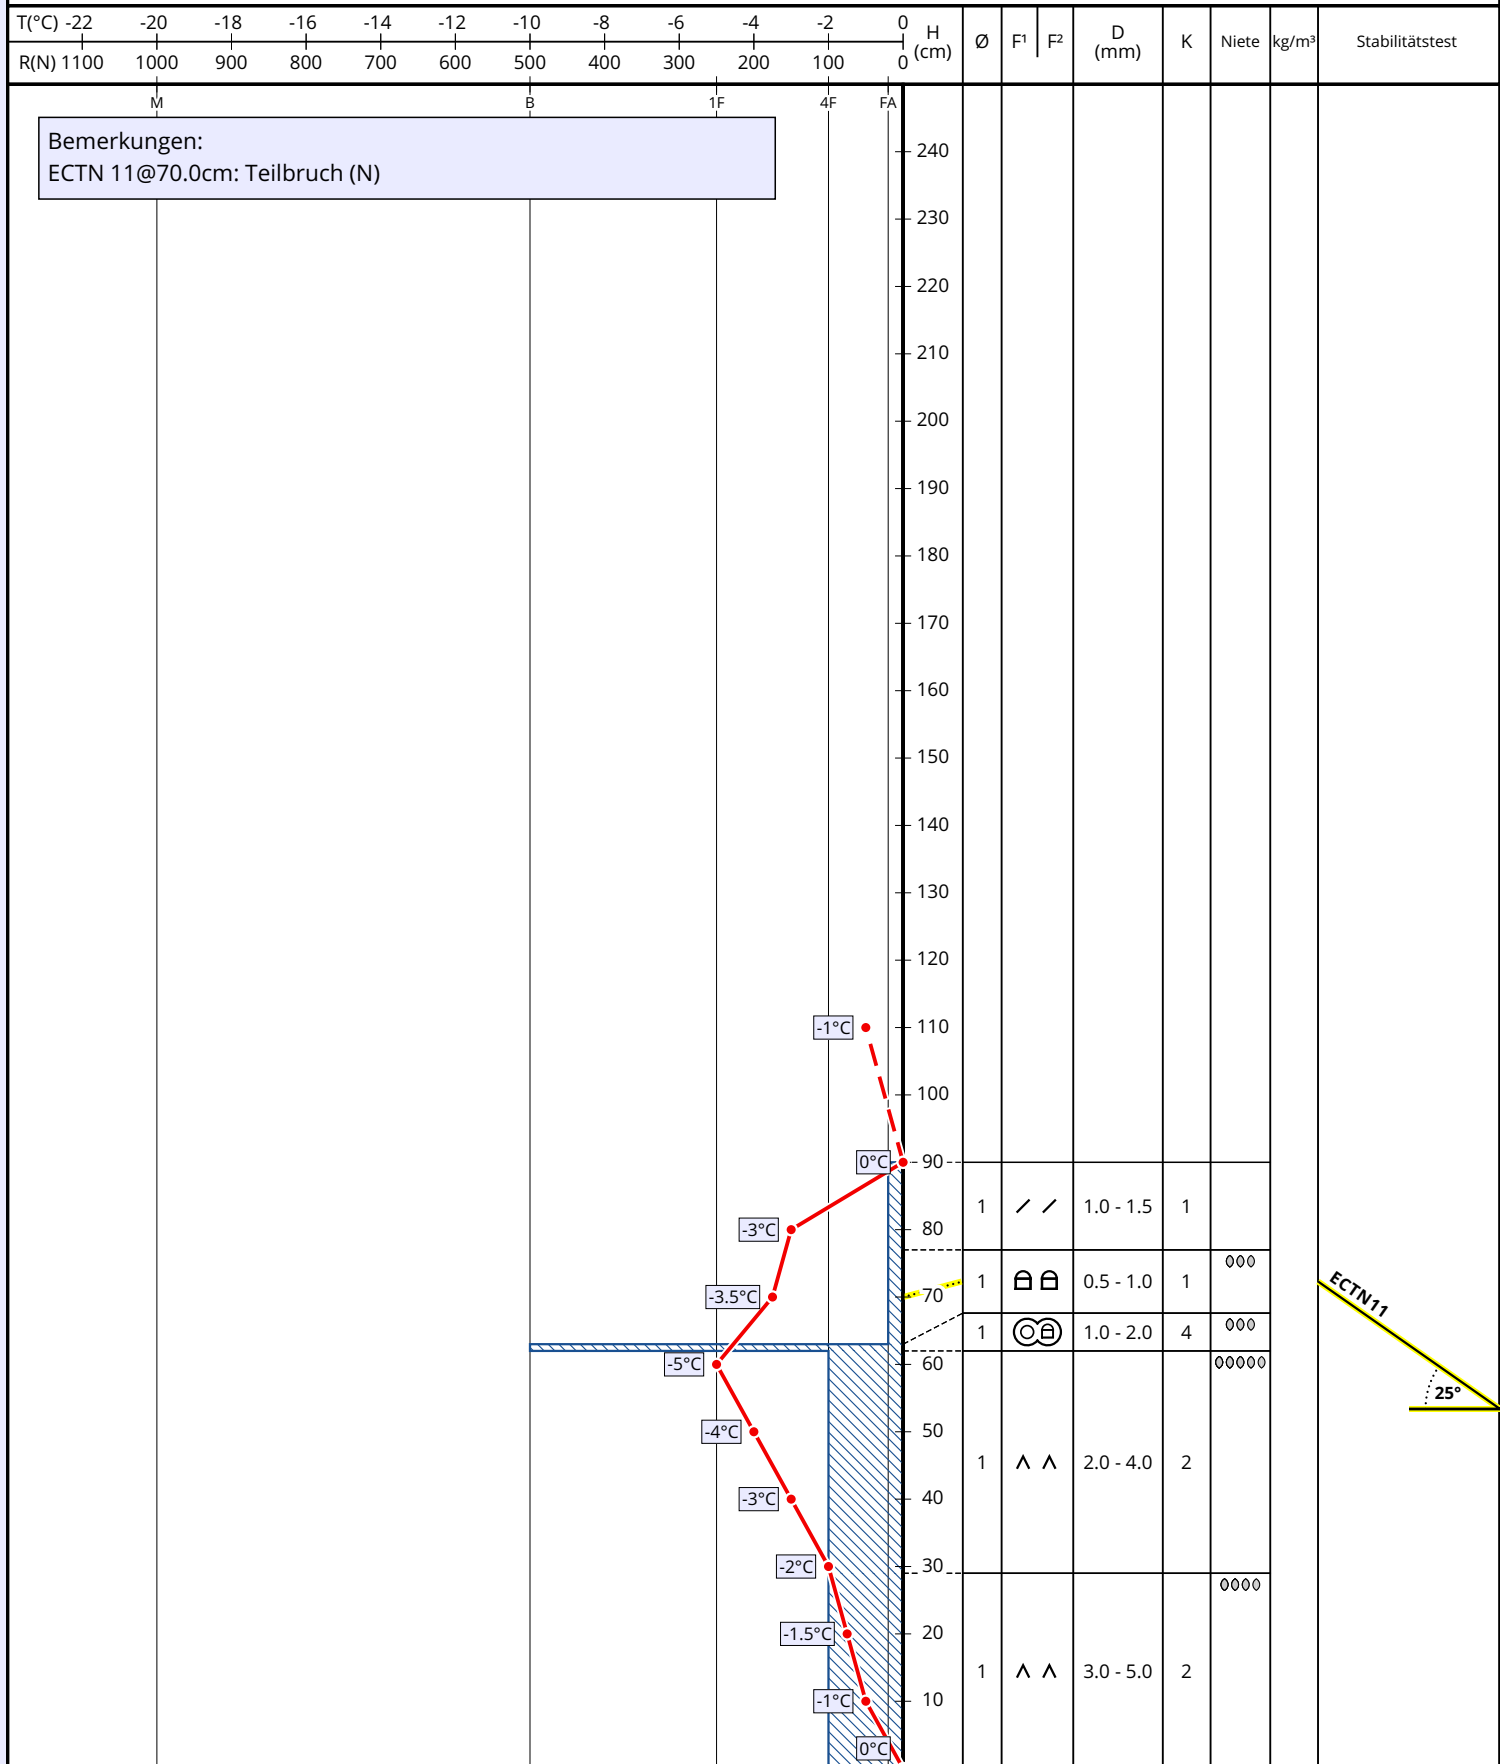 T(°C) -22 -20 -18 -16 -14 -12 -10 -8 -6 -4 -2 0
R(N) 1100 1000 900 800 700 600 500 400 300 200 100 0
H (cm) Ø F¹ F² D (mm) K Niete kg/m³ Stabilitätstest
M B 1F 4F FA
Bemerkungen:
ECTN 11@70.0cm: Teilbruch (N)
240
230
220
210
200
190
180
170
160
150
140
130
120
-1°C 110
100
0°C 90
1 1.0 - 1.5 1
-3°C 80
1 0.5 - 1.0 1
-3.5°C 70
ECTN11
1 1.0 - 2.0 4
-5°C 60
25°
-4°C 50
1 2.0 - 4.0 2
-3°C 40
-2°C 30
-1.5°C 20
1 3.0 - 5.0 2
-1°C 10
0°C